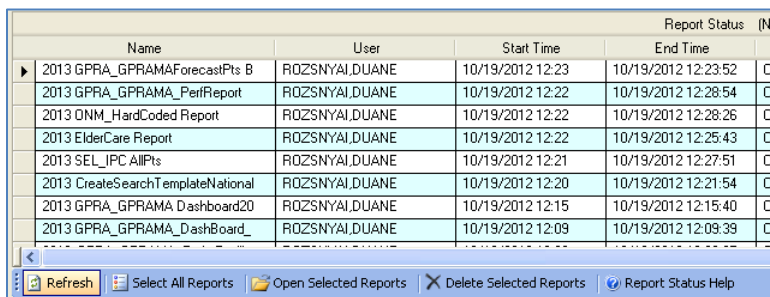 Report Status (N
Name User Start Time End Time
2013 GPRA_GPRAMAForecastPts B ROZSNYAI,DUANE 10/19/2012 12:23 10/19/2012 12:23:52
2013 GPRA_GPRAMA_PerfReport ROZSNYAI,DUANE 10/19/2012 12:22 10/19/2012 12:28:54
2013 ONM_HardCoded Report ROZSNYAI,DUANE 10/19/2012 12:22 10/19/2012 12:28:26
2013 ElderCare Report ROZSNYAI,DUANE 10/19/2012 12:22 10/19/2012 12:25:43
2013 SEL_IPC AllPts ROZSNYAI,DUANE 10/19/2012 12:21 10/19/2012 12:27:51
2013 CreateSearchTemplateNational ROZSNYAI,DUANE 10/19/2012 12:20 10/19/2012 12:21:54
2013 GPRA_GPRAMA Dashboard20 ROZSNYAI,DUANE 10/19/2012 12:15 10/19/2012 12:15:40
2013 GPRA_GPRAMA_DashBoard_ ROZSNYAI,DUANE 10/19/2012 12:09 10/19/2012 12:09:39
Refresh Select All Reports Open Selected Reports Delete Selected Reports Report Status Help